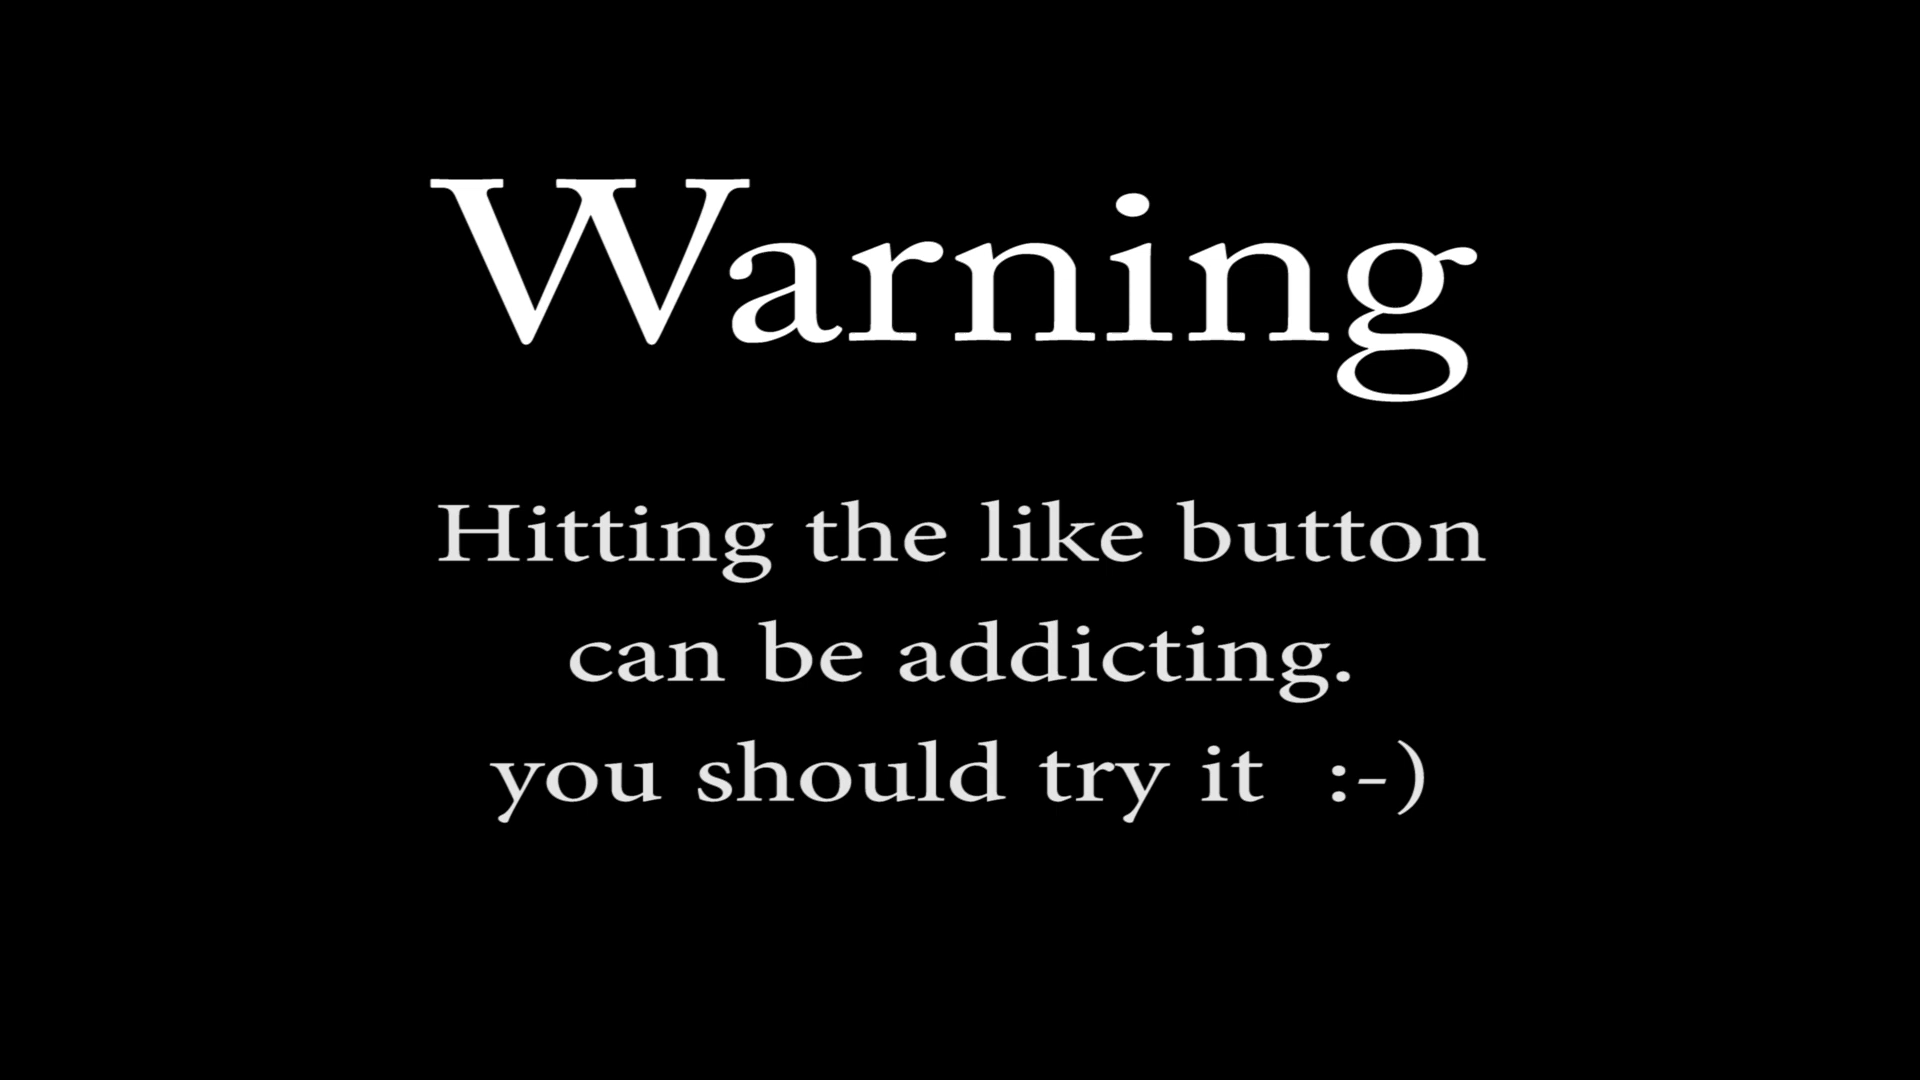 Warning
Hitting the like button
can be addicting.
you should try it  :-)